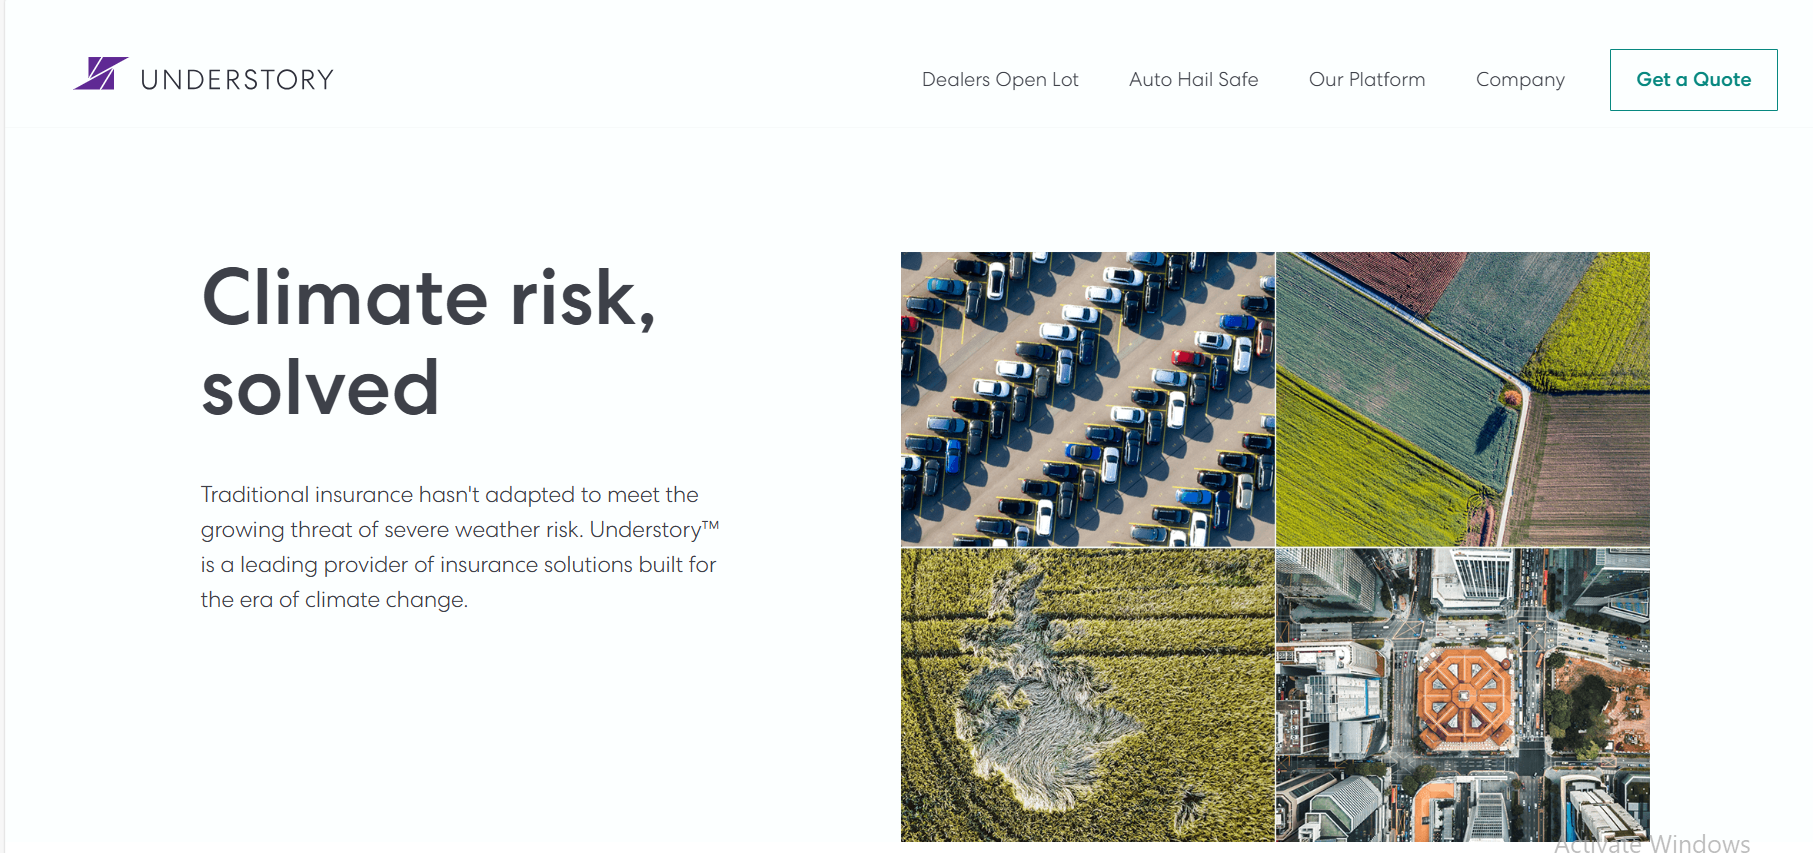 UNDERSTORY
Dealers Open Lot
Auto Hail Safe
Our Platform
Company
Get a Quote
Climate risk,
solved
Traditional insurance hasn't adapted to meet the
growing threat of severe weather risk. Understory™
is a leading provider of insurance solutions built for
the era of climate change.
Activate Windows